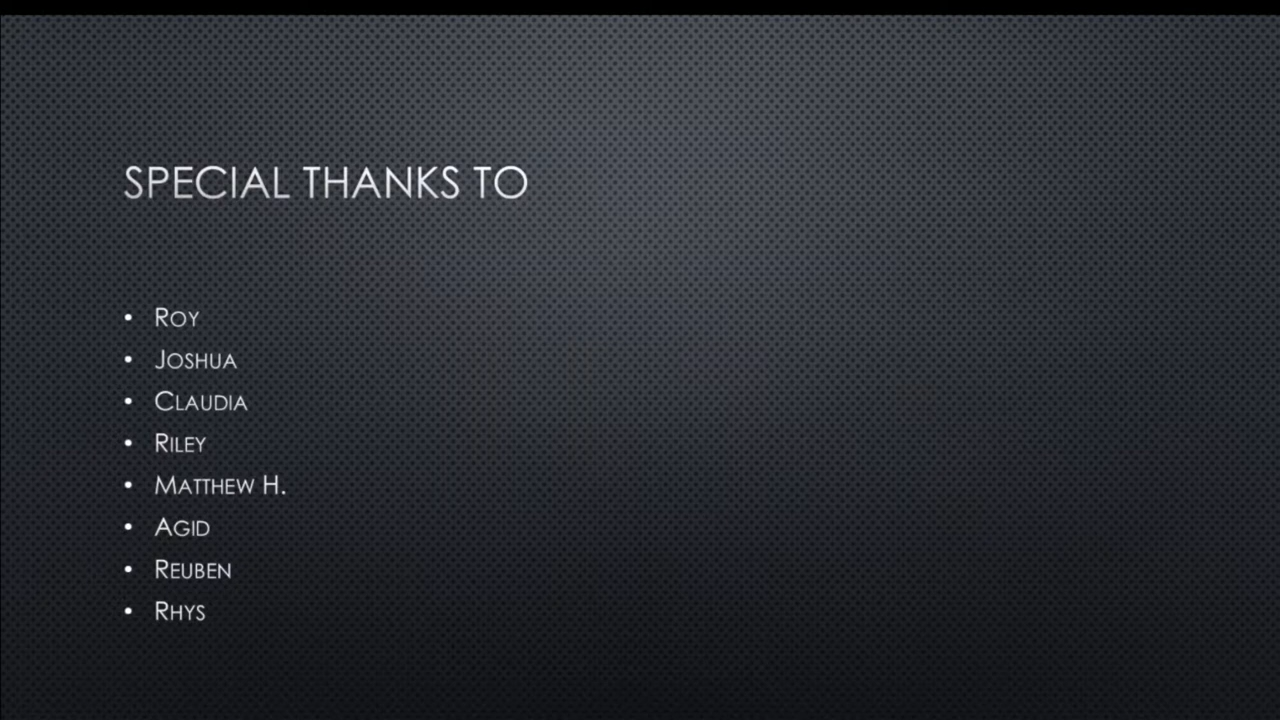 SPECIAL THANKS TO
• ROY
• JOSHUA
• CLAUDIA
• RILEY
• MATTHEW H.
• AGID
• REUBEN
• RHYS